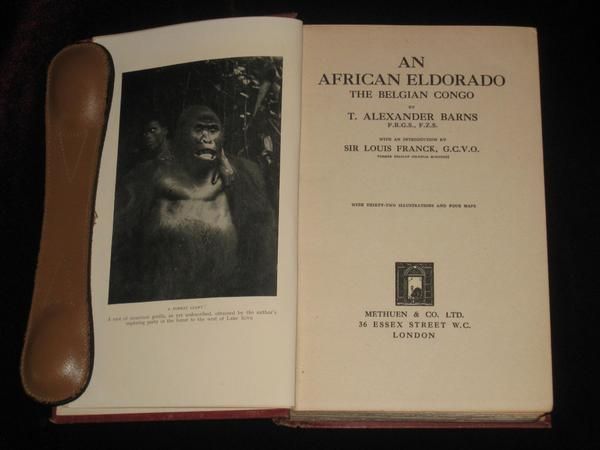 A FOREST GIANT!
A race of mountain gorilla, as yet undescribed, obtained by the author's
exploring party in the forest to the west of Lake Kivu
AN
AFRICAN ELDORADO
THE BELGIAN CONGO
BY
T. ALEXANDER BARNS
F.R.G.S., F.Z.S.
WITH AN INTRODUCTION BY
SIR LOUIS FRANCK, G.C.V.O.
FORMER BELGIAN COLONIAL MINISTER
WITH THIRTY-TWO ILLUSTRATIONS AND FOUR MAPS
METHUEN & CO. LTD.
36 ESSEX STREET W.C.
LONDON